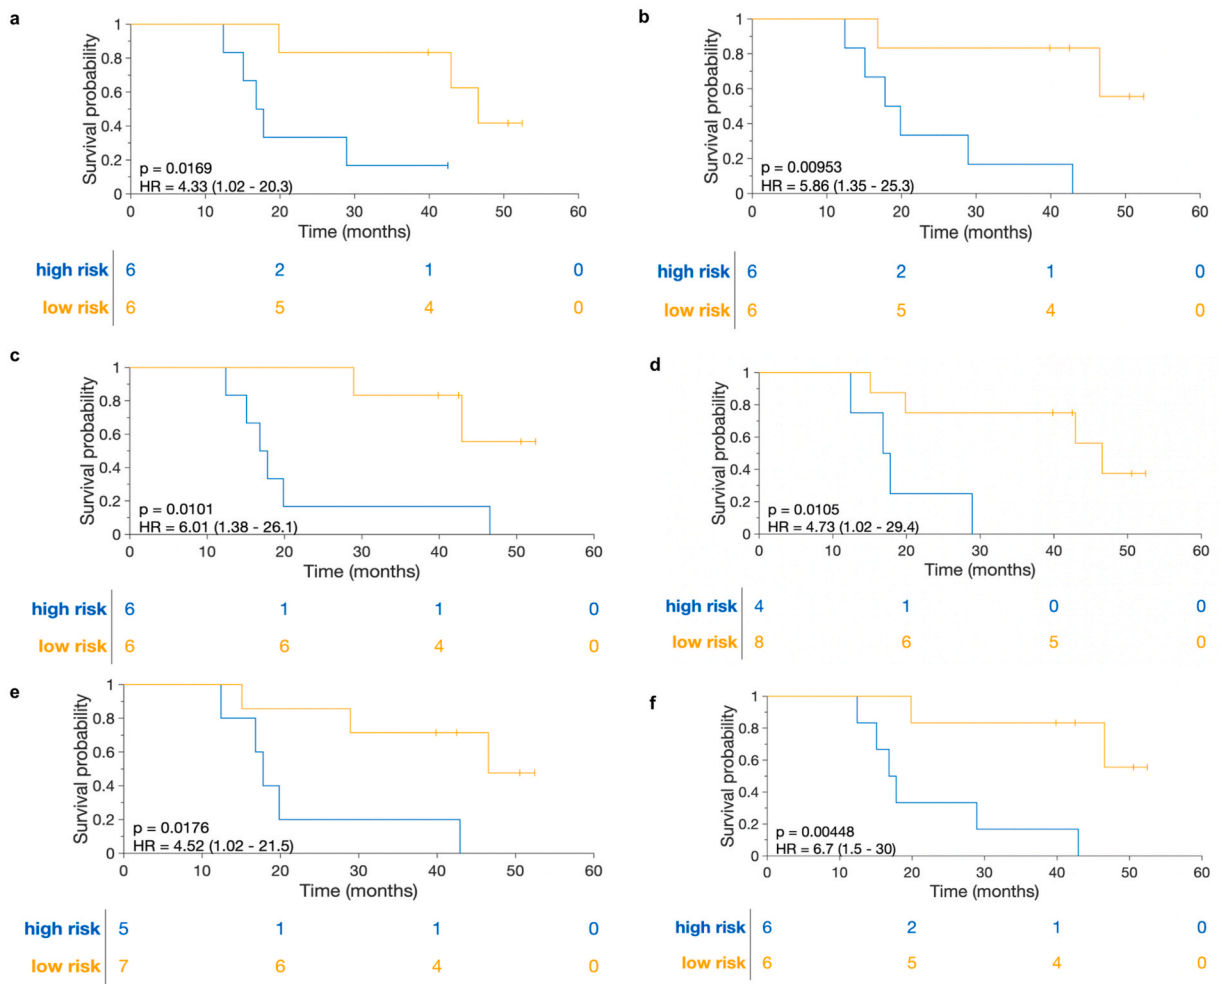 a
Survival probability
1
0.8
0.6
0.4
0.2
0
p = 0.0169
HR = 4.33 (1.02 - 20.3)
0 10 20 30 40 50 60
Time (months)
high risk 6 2 1 0
low risk 6 5 4 0
b
Survival probability
1
0.8
0.6
0.4
0.2
0
p = 0.00953
HR = 5.86 (1.35 - 25.3)
0 10 20 30 40 50 60
Time (months)
high risk 6 2 1 0
low risk 6 5 4 0
c
Survival probability
1
0.8
0.6
0.4
0.2
0
p = 0.0101
HR = 6.01 (1.38 - 26.1)
0 10 20 30 40 50 60
Time (months)
high risk 6 1 1 0
low risk 6 6 4 0
d
Survival probability
1
0.8
0.6
0.4
0.2
0
p = 0.0105
HR = 4.73 (1.02 - 29.4)
0 10 20 30 40 50 60
Time (months)
high risk 4 1 0 0
low risk 8 6 5 0
e
Survival probability
1
0.8
0.6
0.4
0.2
0
p = 0.0176
HR = 4.52 (1.02 - 21.5)
0 10 20 30 40 50 60
Time (months)
high risk 5 1 1 0
low risk 7 6 4 0
f
Survival probability
1
0.8
0.6
0.4
0.2
0
p = 0.00448
HR = 6.7 (1.5 - 30)
0 10 20 30 40 50 60
Time (months)
high risk 6 2 1 0
low risk 6 5 4 0